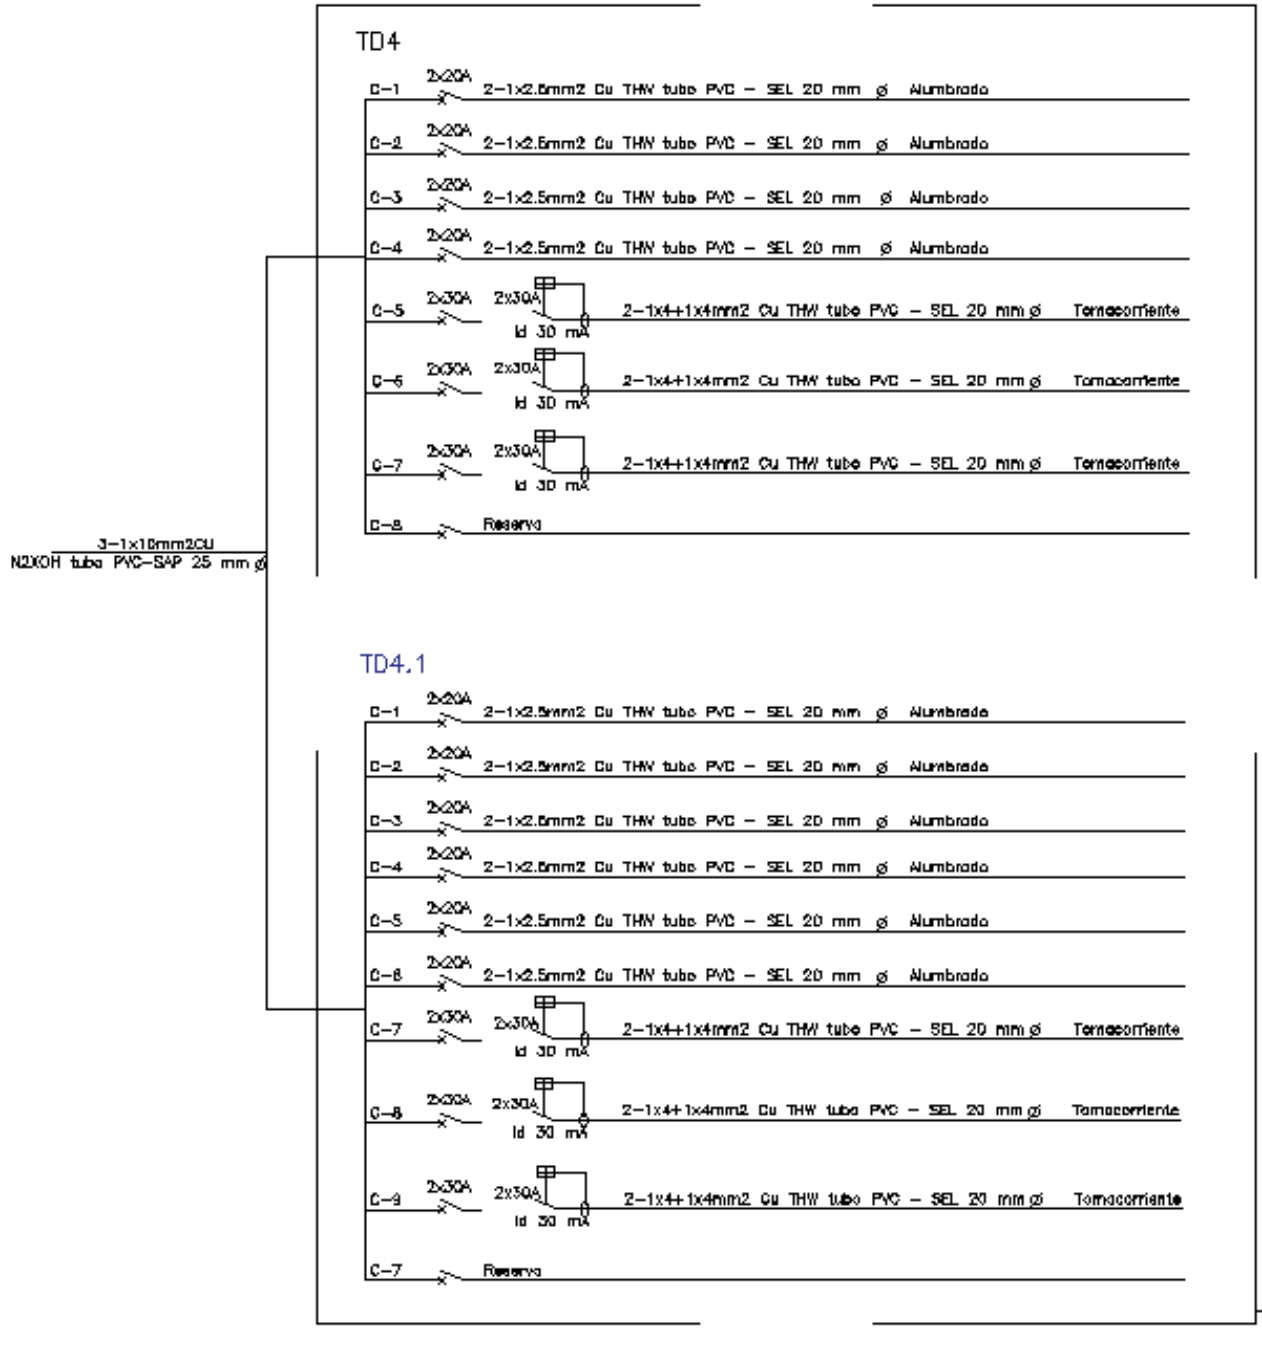 TD4
C-1 2x20A 2-1x2.5mm2 Cu THW tubo PVC - SEL 20 mm ø Alumbrado
C-2 2x20A 2-1x2.5mm2 Cu THW tubo PVC - SEL 20 mm ø Alumbrado
C-3 2x20A 2-1x2.5mm2 Cu THW tubo PVC - SEL 20 mm ø Alumbrado
C-4 2x20A 2-1x2.5mm2 Cu THW tubo PVC - SEL 20 mm ø Alumbrado
C-5 2x30A 2x30A 2-1x4+1x4mm2 Cu THW tubo PVC - SEL 20 mm ø Tomacorriente
Id 30 mA
C-6 2x30A 2x30A 2-1x4+1x4mm2 Cu THW tubo PVC - SEL 20 mm ø Tomacorriente
Id 30 mA
C-7 2x30A 2x30A 2-1x4+1x4mm2 Cu THW tubo PVC - SEL 20 mm ø Tomacorriente
Id 30 mA
C-8 Reserva
3-1x10mm2CU
N2XOH tubo PVC-SAP 25 mm ø
TD4.1
C-1 2x20A 2-1x2.5mm2 Cu THW tubo PVC - SEL 20 mm ø Alumbrado
C-2 2x20A 2-1x2.5mm2 Cu THW tubo PVC - SEL 20 mm ø Alumbrado
C-3 2x20A 2-1x2.5mm2 Cu THW tubo PVC - SEL 20 mm ø Alumbrado
C-4 2x20A 2-1x2.5mm2 Cu THW tubo PVC - SEL 20 mm ø Alumbrado
C-5 2x20A 2-1x2.5mm2 Cu THW tubo PVC - SEL 20 mm ø Alumbrado
C-6 2x20A 2-1x2.5mm2 Cu THW tubo PVC - SEL 20 mm ø Alumbrado
C-7 2x30A 2x30A 2-1x4+1x4mm2 Cu THW tubo PVC - SEL 20 mm ø Tomacorriente
Id 30 mA
C-8 2x30A 2x30A 2-1x4+1x4mm2 Cu THW tubo PVC - SEL 20 mm ø Tomacorriente
Id 30 mA
C-9 2x30A 2x30A 2-1x4+1x4mm2 Cu THW tubo PVC - SEL 20 mm ø Tomacorriente
Id 30 mA
C-7 Reserva